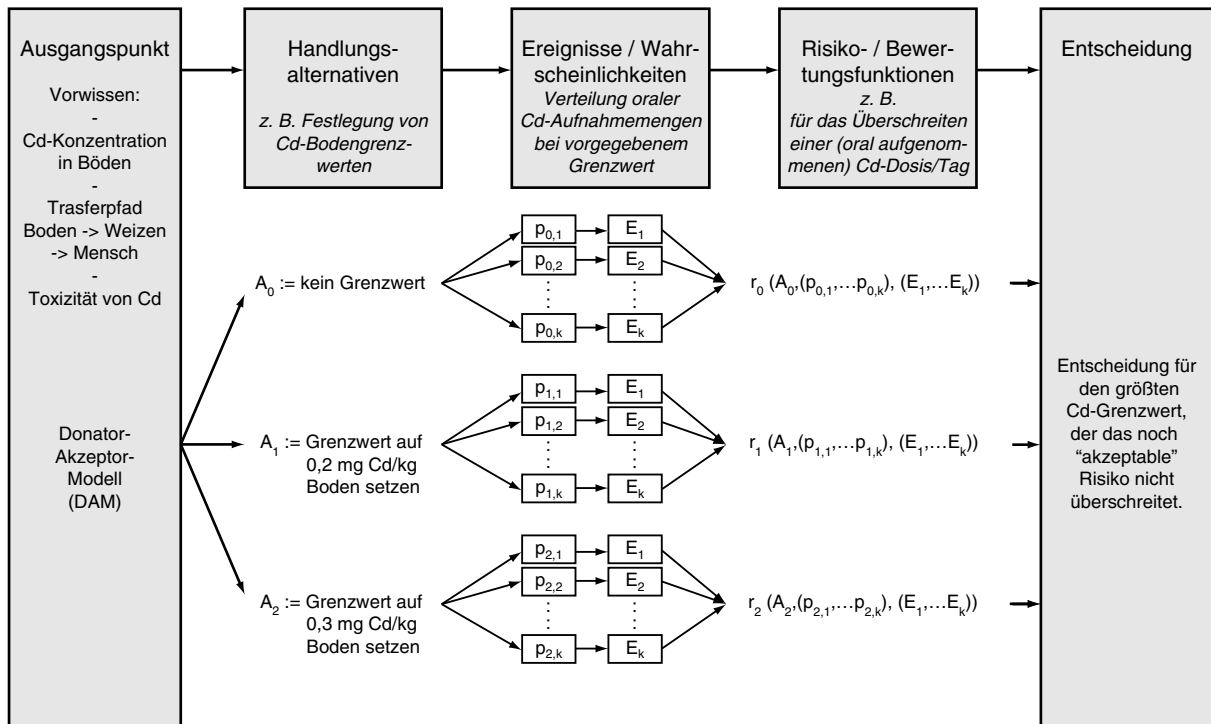 Ausgangspunkt
Vorwissen:
-
Cd-Konzentration
in Böden
-
Trasferpfad
Boden -> Weizen
-> Mensch
-
Toxizität von Cd
Donator-
Akzeptor-
Modell
(DAM)
Handlungs-
alternativen
z. B. Festlegung von
Cd-Bodengrenz-
werten
Ereignisse / Wahr-
scheinlichkeiten
Verteilung oraler
Cd-Aufnahmemengen
bei vorgegebenem
Grenzwert
Risiko- / Bewer-
tungsfunktionen
z. B.
für das Überschreiten
einer (oral aufgenom-
menen) Cd-Dosis/Tag
Entscheidung
A₀ := kein Grenzwert
p₀,₁ E₁
p₀,₂ E₂
⋮ ⋮
p₀,ₖ Eₖ
r₀ (A₀,(p₀,₁,…p₀,ₖ), (E₁,…Eₖ))
A₁ := Grenzwert auf
0,2 mg Cd/kg
Boden setzen
p₁,₁ E₁
p₁,₂ E₂
⋮ ⋮
p₁,ₖ Eₖ
r₁ (A₁,(p₁,₁,…p₁,ₖ), (E₁,…Eₖ))
A₂ := Grenzwert auf
0,3 mg Cd/kg
Boden setzen
p₂,₁ E₁
p₂,₂ E₂
⋮ ⋮
p₂,ₖ Eₖ
r₂ (A₂,(p₂,₁,…p₂,ₖ), (E₁,…Eₖ))
Entscheidung für
den größten
Cd-Grenzwert,
der das noch
“akzeptable”
Risiko nicht
überschreitet.